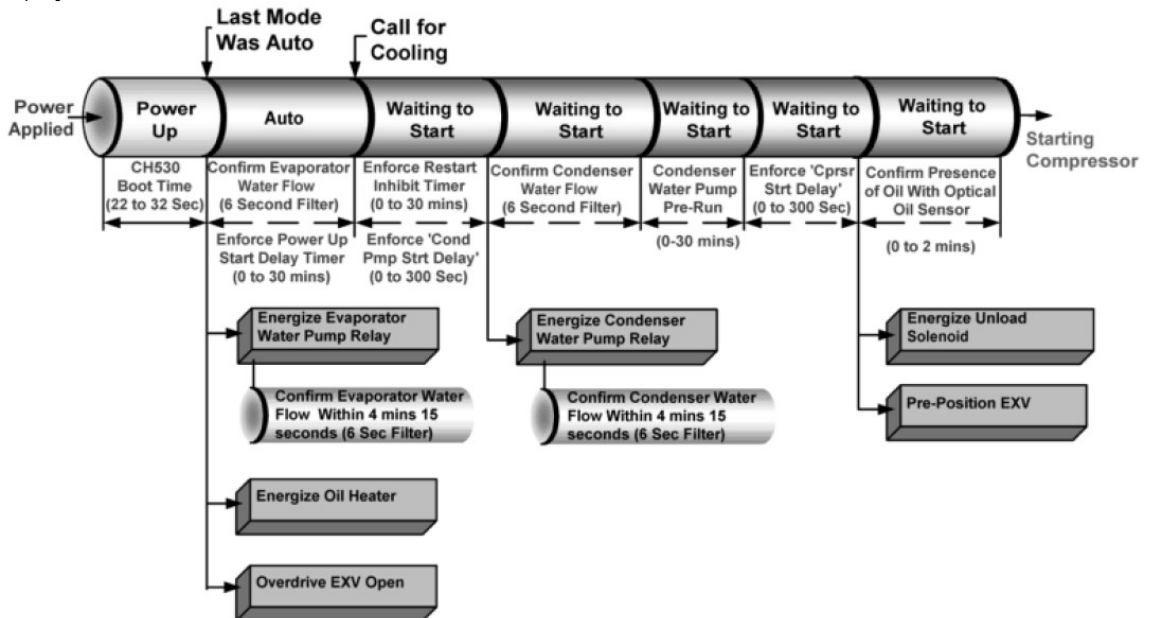 Last Mode
Was Auto
Call for
Cooling
Power
Applied
Power
Up
Auto
Waiting to
Start
Waiting to
Start
Waiting to
Start
Waiting to
Start
Waiting to
Start
Starting
Compressor
CH530
Boot Time
(22 to 32 Sec)
Confirm Evaporator
Water Flow
(6 Second Filter)
Enforce Power Up
Start Delay Timer
(0 to 30 mins)
Enforce Restart
Inhibit Timer
(0 to 30 mins)
Enforce 'Cond
Pmp Strt Delay'
(0 to 300 Sec)
Confirm Condenser
Water Flow
(6 Second Filter)
Condenser
Water Pump
Pre-Run
(0-30 mins)
Enforce 'Cprsr
Strt Delay'
(0 to 300 Sec)
Confirm Presence
of Oil With Optical
Oil Sensor
(0 to 2 mins)
Energize Evaporator
Water Pump Relay
Confirm Evaporator Water
Flow Within 4 mins 15
seconds (6 Sec Filter)
Energize Oil Heater
Overdrive EXV Open
Energize Condenser
Water Pump Relay
Confirm Condenser Water
Flow Within 4 mins 15
seconds (6 Sec Filter)
Energize Unload
Solenoid
Pre-Position EXV